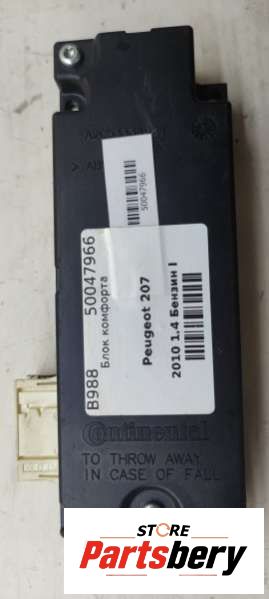 B988 50047966
Блок комфорта
Peugeot 207
2010 1.4 Бензин I
50047966
Continental
TO THROW AWAY
IN CASE OF FALL
STORE
Partsbery